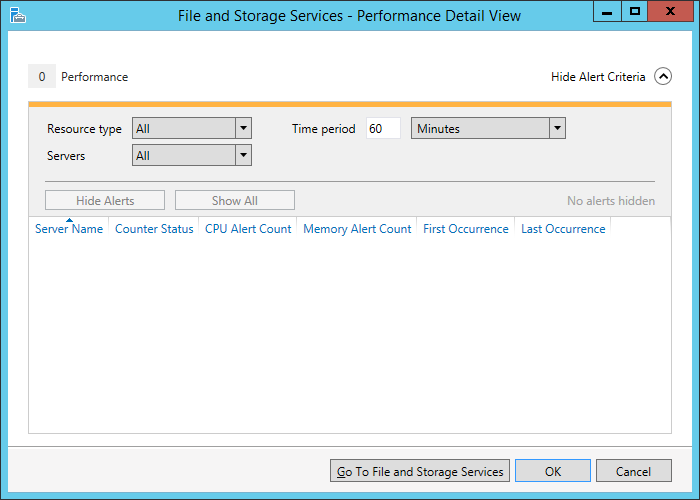 File and Storage Services - Performance Detail View
0 Performance Hide Alert Criteria
Resource type All Time period 60 Minutes
Servers All
Hide Alerts Show All No alerts hidden
Server Name Counter Status CPU Alert Count Memory Alert Count First Occurrence Last Occurrence
Go To File and Storage Services OK Cancel